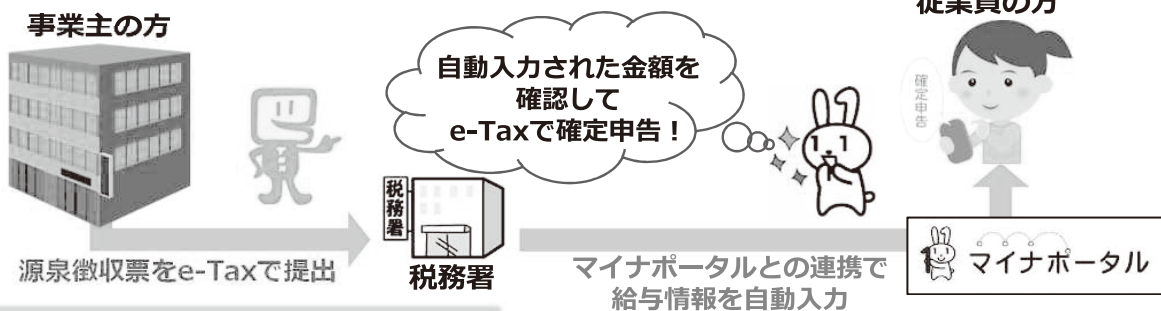 事業主の方
従業員の方
自動入力された金額を
確認して
e-Taxで確定申告！
確定申告
税務署
源泉徴収票をe-Taxで提出
税務署
マイナポータルとの連携で
給与情報を自動入力
マイナポータル